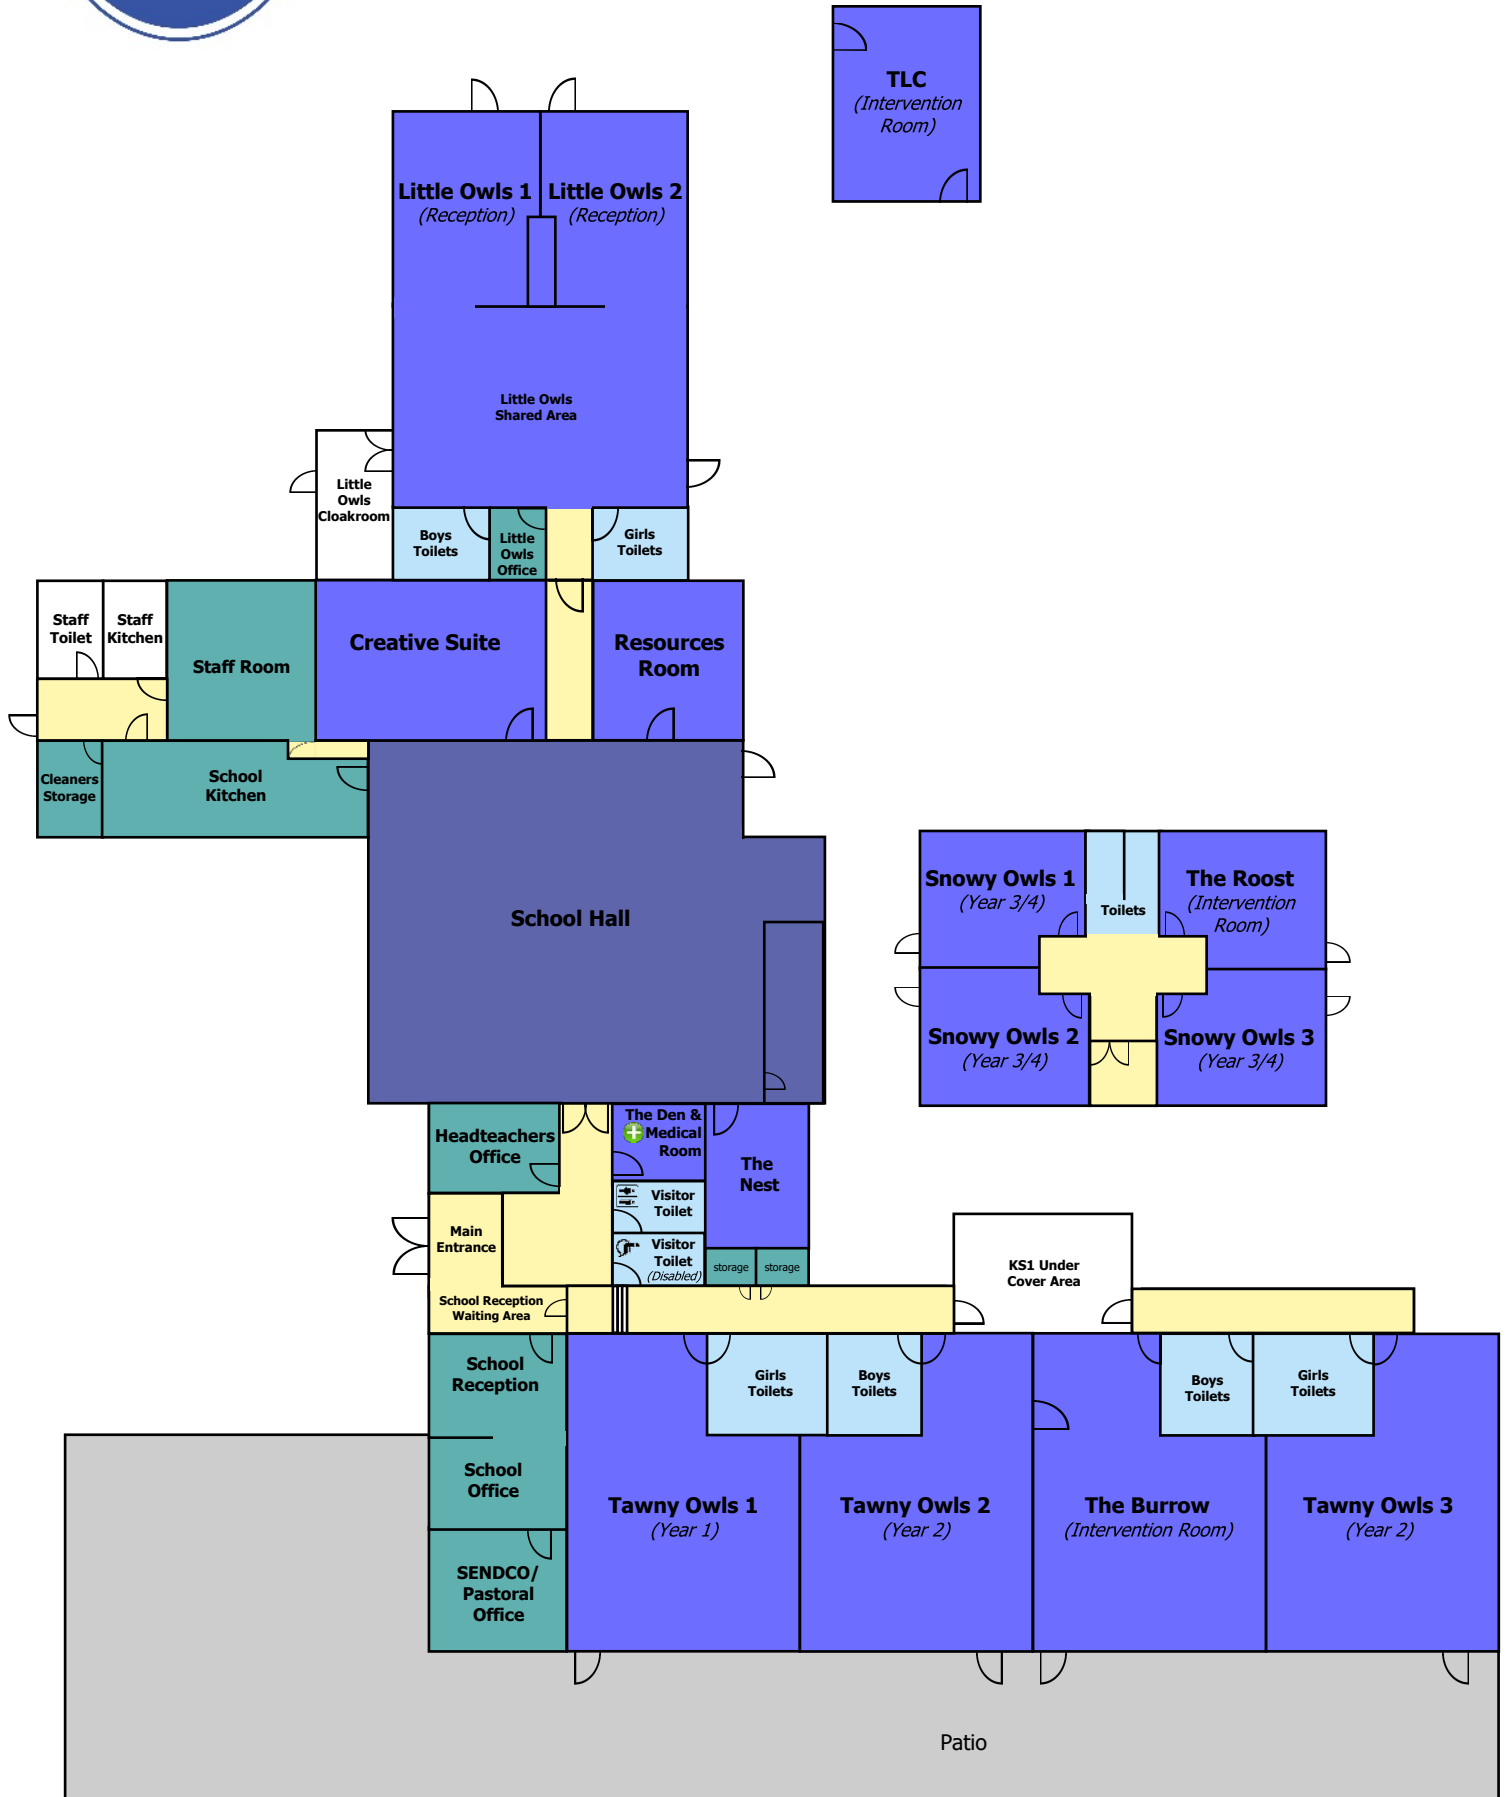 TLC
(Intervention
Room)
Little Owls 1
(Reception)
Little Owls 2
(Reception)
Little Owls
Shared Area
Little
Owls
Cloakroom
Boys
Toilets
Little
Owls
Office
Girls
Toilets
Staff
Toilet
Staff
Kitchen
Staff Room
Creative Suite
Resources
Room
Cleaners
Storage
School
Kitchen
School Hall
Snowy Owls 1
(Year 3/4)
Toilets
The Roost
(Intervention
Room)
Snowy Owls 2
(Year 3/4)
Snowy Owls 3
(Year 3/4)
Headteachers
Office
The Den &
Medical
Room
The
Nest
Visitor
Toilet
Main
Entrance
Visitor
Toilet
(Disabled)
storage
storage
KS1 Under
Cover Area
School Reception
Waiting Area
School
Reception
Girls
Toilets
Boys
Toilets
Boys
Toilets
Girls
Toilets
School
Office
Tawny Owls 1
(Year 1)
Tawny Owls 2
(Year 2)
The Burrow
(Intervention Room)
Tawny Owls 3
(Year 2)
SENDCO/
Pastoral
Office
Patio